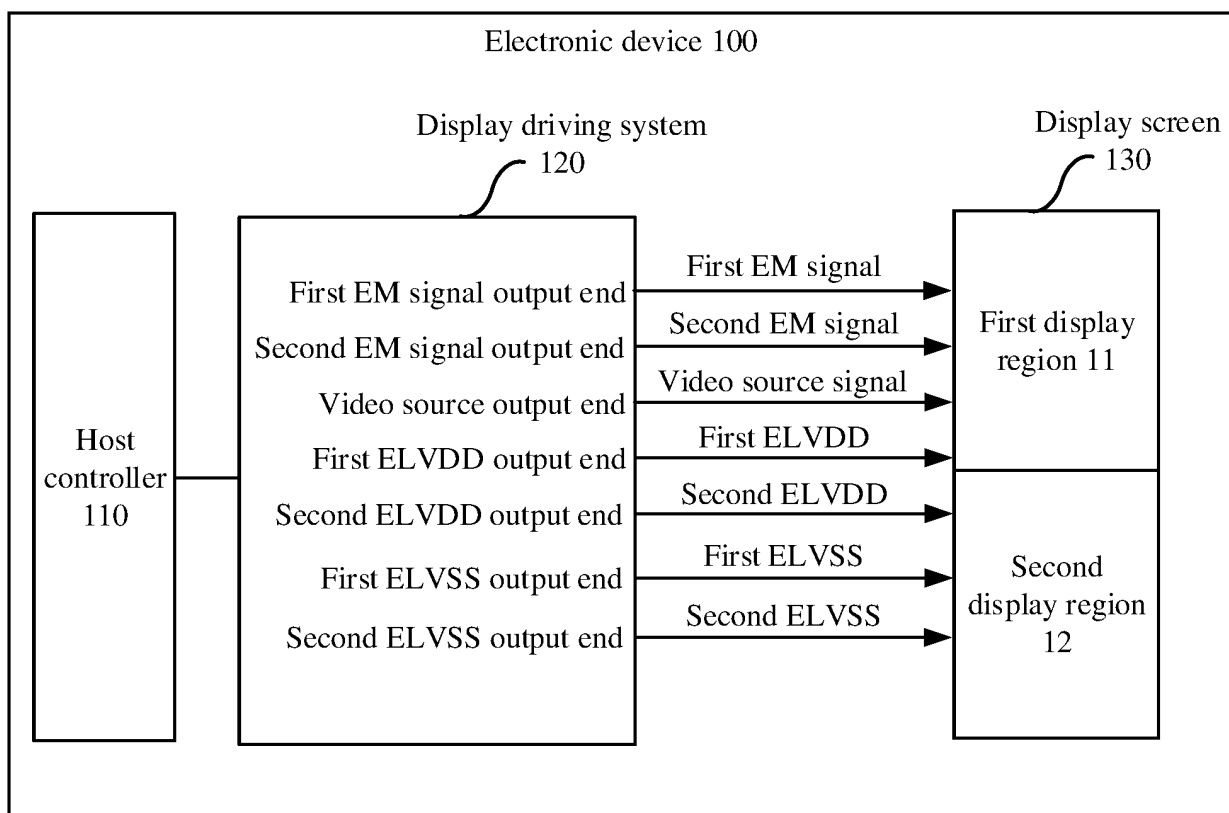 Electronic device 100
Display driving system
120
Display screen
130
Host
controller
110
First EM signal output end
Second EM signal output end
Video source output end
First ELVDD output end
Second ELVDD output end
First ELVSS output end
Second ELVSS output end
First EM signal
Second EM signal
Video source signal
First ELVDD
Second ELVDD
First ELVSS
Second ELVSS
First display
region 11
Second
display region
12